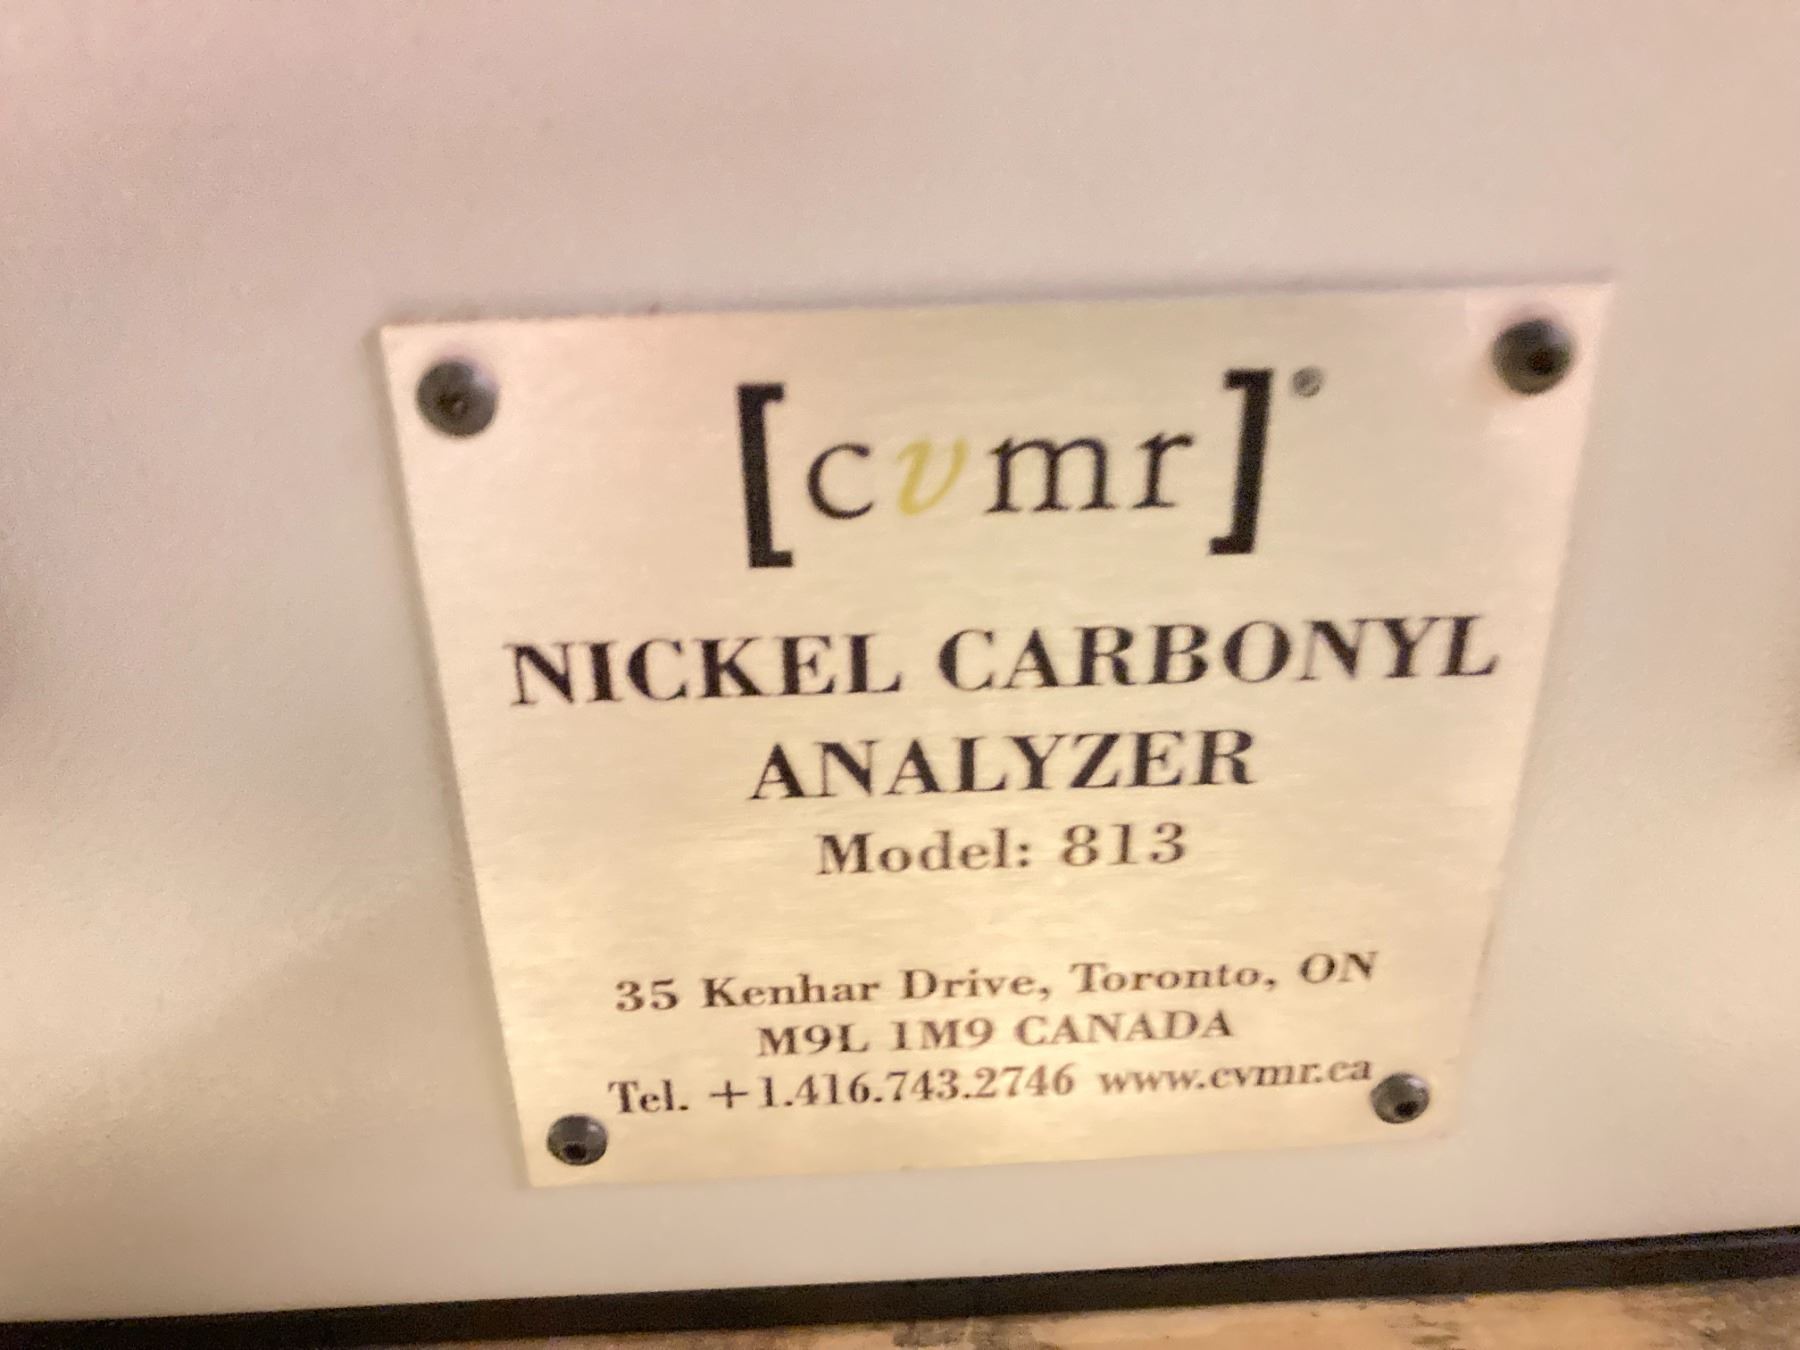 [cvmr]®
NICKEL CARBONYL
ANALYZER
Model: 813
35 Kenhar Drive, Toronto, ON
M9L 1M9 CANADA
Tel. +1.416.743.2746 www.cvmr.ca